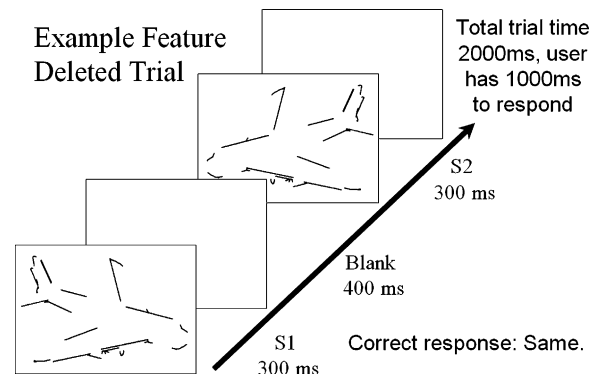 Example Feature
Deleted Trial
Total trial time
2000ms, user
has 1000ms
to respond
S2
300 ms
Blank
400 ms
S1
300 ms
Correct response: Same.